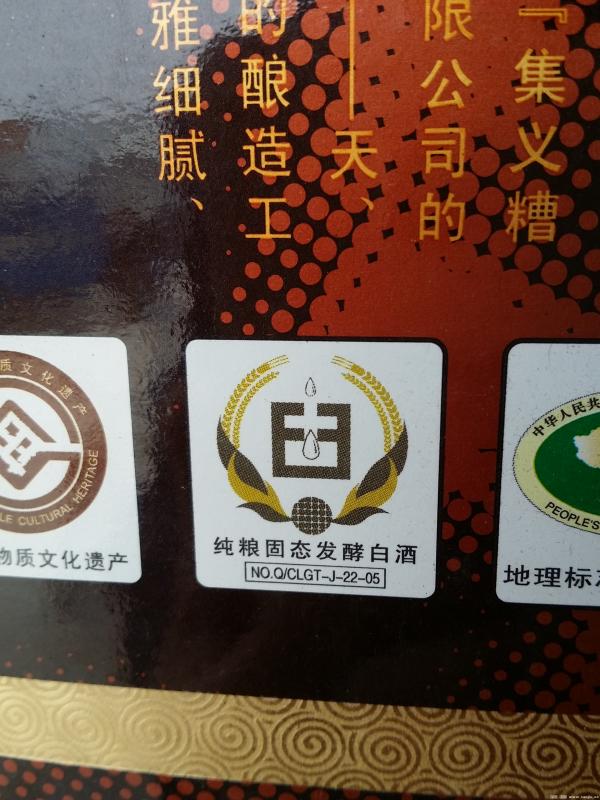 『集义糟
限公司的
——天、
的酿造工
雅细腻、
质文化遗产
LE CULTURAL HERITAGE
物质文化遗产
纯粮固态发酵白酒
NO.Q/CLGT-J-22-05
中华人民共
PEOPLE'S
地理标